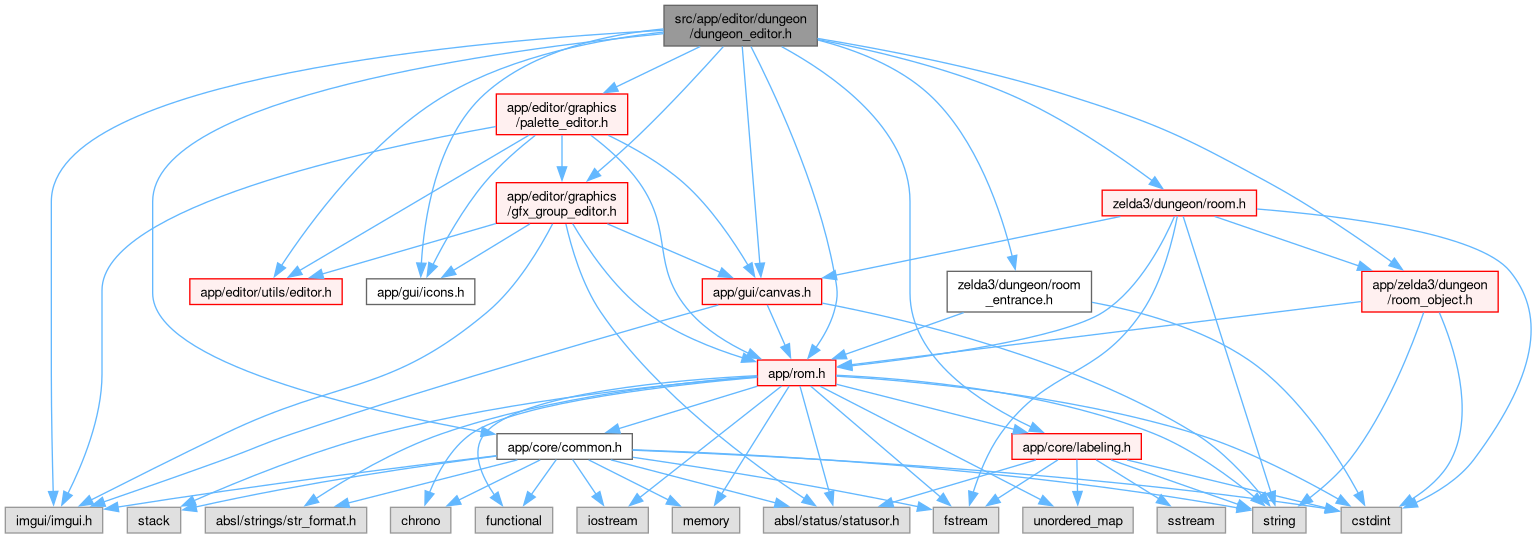 src/app/editor/dungeon
/dungeon_editor.h
app/editor/graphics
/palette_editor.h
app/editor/graphics
/gfx_group_editor.h
zelda3/dungeon/room.h
app/editor/utils/editor.h
app/gui/icons.h
app/gui/canvas.h
zelda3/dungeon/room
_entrance.h
app/zelda3/dungeon
/room_object.h
app/rom.h
app/core/common.h
app/core/labeling.h
imgui/imgui.h
stack
absl/strings/str_format.h
chrono
functional
iostream
memory
absl/status/statusor.h
fstream
unordered_map
sstream
string
cstdint